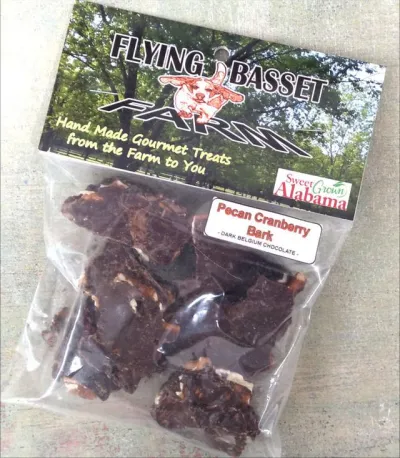 FLYING BASSET
FARM
Hand Made Gourmet Treats
from the Farm to You
Sweet Grown
Alabama
Pecan Cranberry
Bark
- DARK BELGIUM CHOCOLATE -